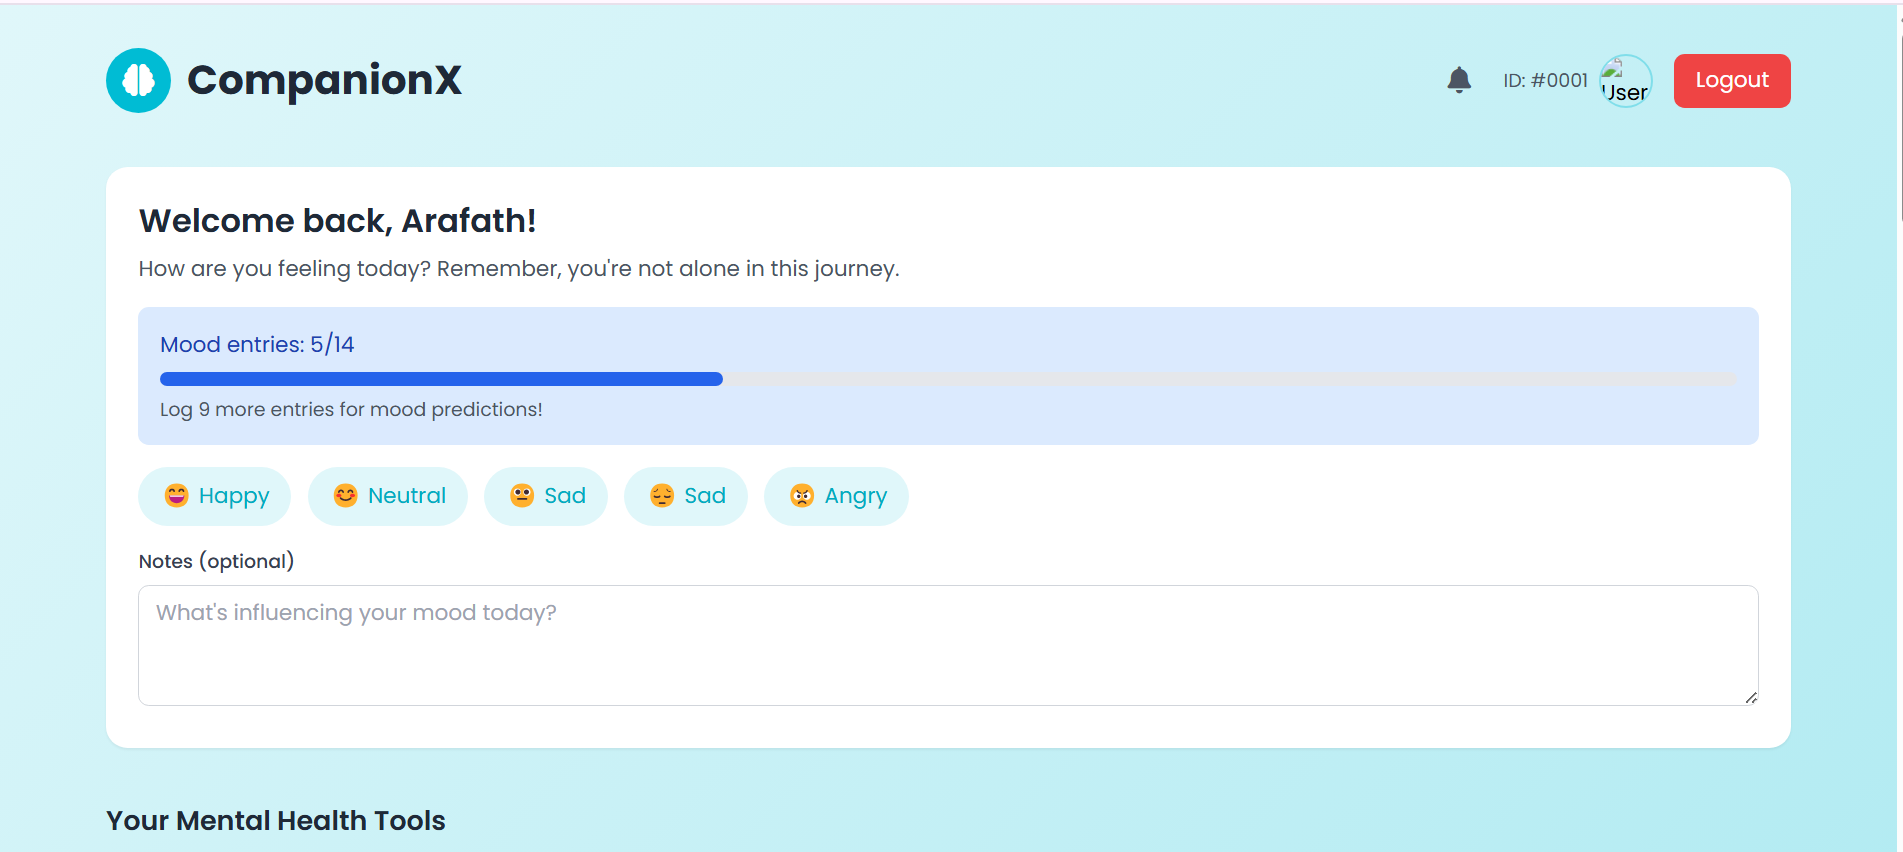 CompanionX
ID: #0001
User
Logout
Welcome back, Arafath!
How are you feeling today? Remember, you're not alone in this journey.
Mood entries: 5/14
Log 9 more entries for mood predictions!
😄 Happy
😊 Neutral
😐 Sad
😔 Sad
😠 Angry
Notes (optional)
What's influencing your mood today?
Your Mental Health Tools